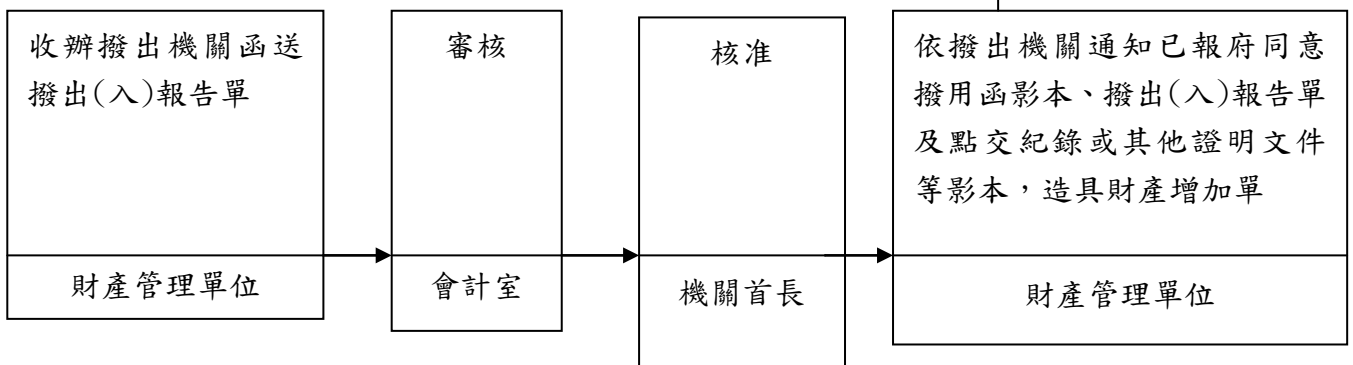 收辦撥出機關函送
撥出(入)報告單
財產管理單位
審核
會計室
核准
機關首長
依撥出機關通知已報府同意
撥用函影本、撥出(入)報告單
及點交紀錄或其他證明文件
等影本，造具財產增加單
財產管理單位